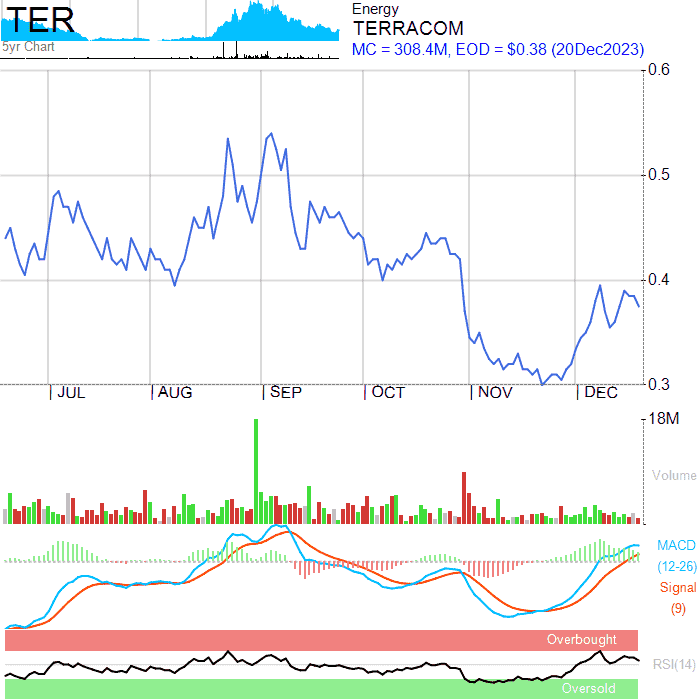 TER
5yr Chart
Energy
TERRACOM
MC = 308.4M, EOD = $0.38 (20Dec2023)
0.6
0.5
0.4
0.3
JUL AUG SEP OCT NOV DEC
18M
Volume
MACD
(12-26)
Signal
(9)
Overbought
RSI(14)
Oversold